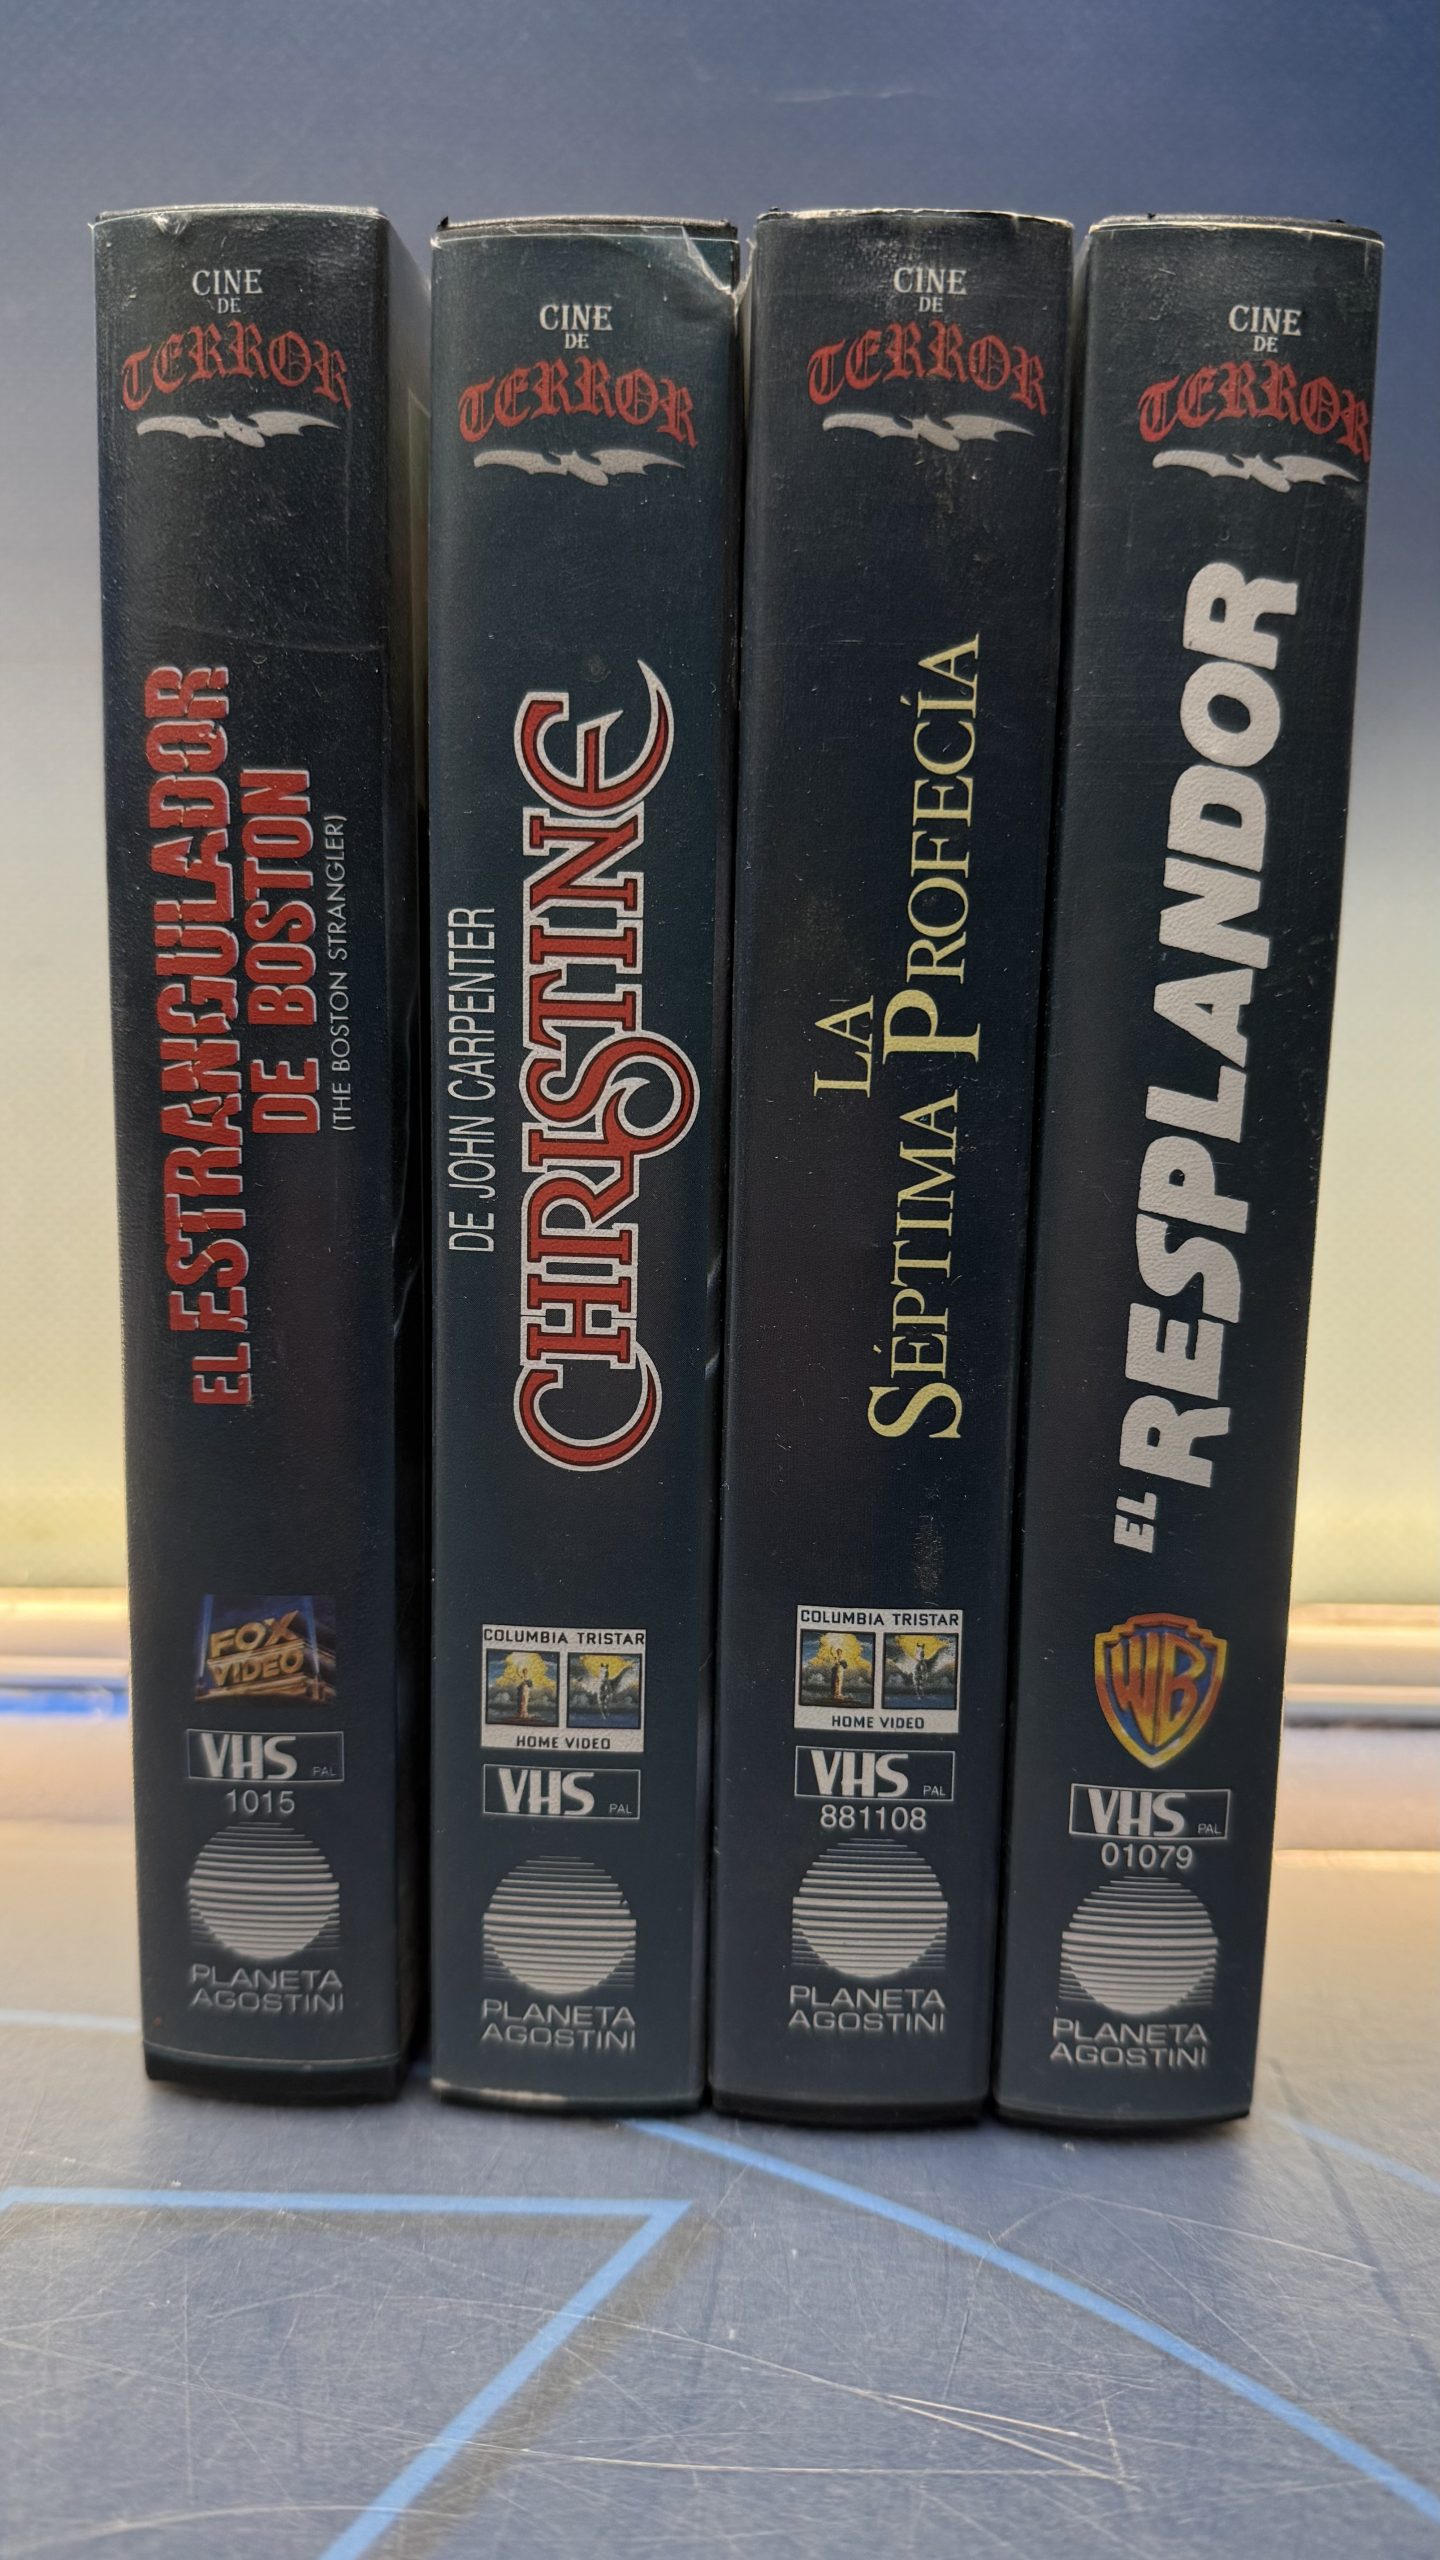 CINE
DE
TERROR
EL ESTRANGULADOR
DE BOSTON
(THE BOSTON STRANGLER)
FOX
VIDEO
VHS PAL
1015
PLANETA
AGOSTINI
CINE
DE
TERROR
DE JOHN CARPENTER
CHRISTINE
COLUMBIA TRISTAR
HOME VIDEO
VHS PAL
PLANETA
AGOSTINI
CINE
DE
TERROR
LA
SÉPTIMA PROFECÍA
COLUMBIA TRISTAR
HOME VIDEO
VHS PAL
881108
PLANETA
AGOSTINI
CINE
DE
TERROR
EL RESPLANDOR
WB
VHS PAL
01079
PLANETA
AGOSTINI